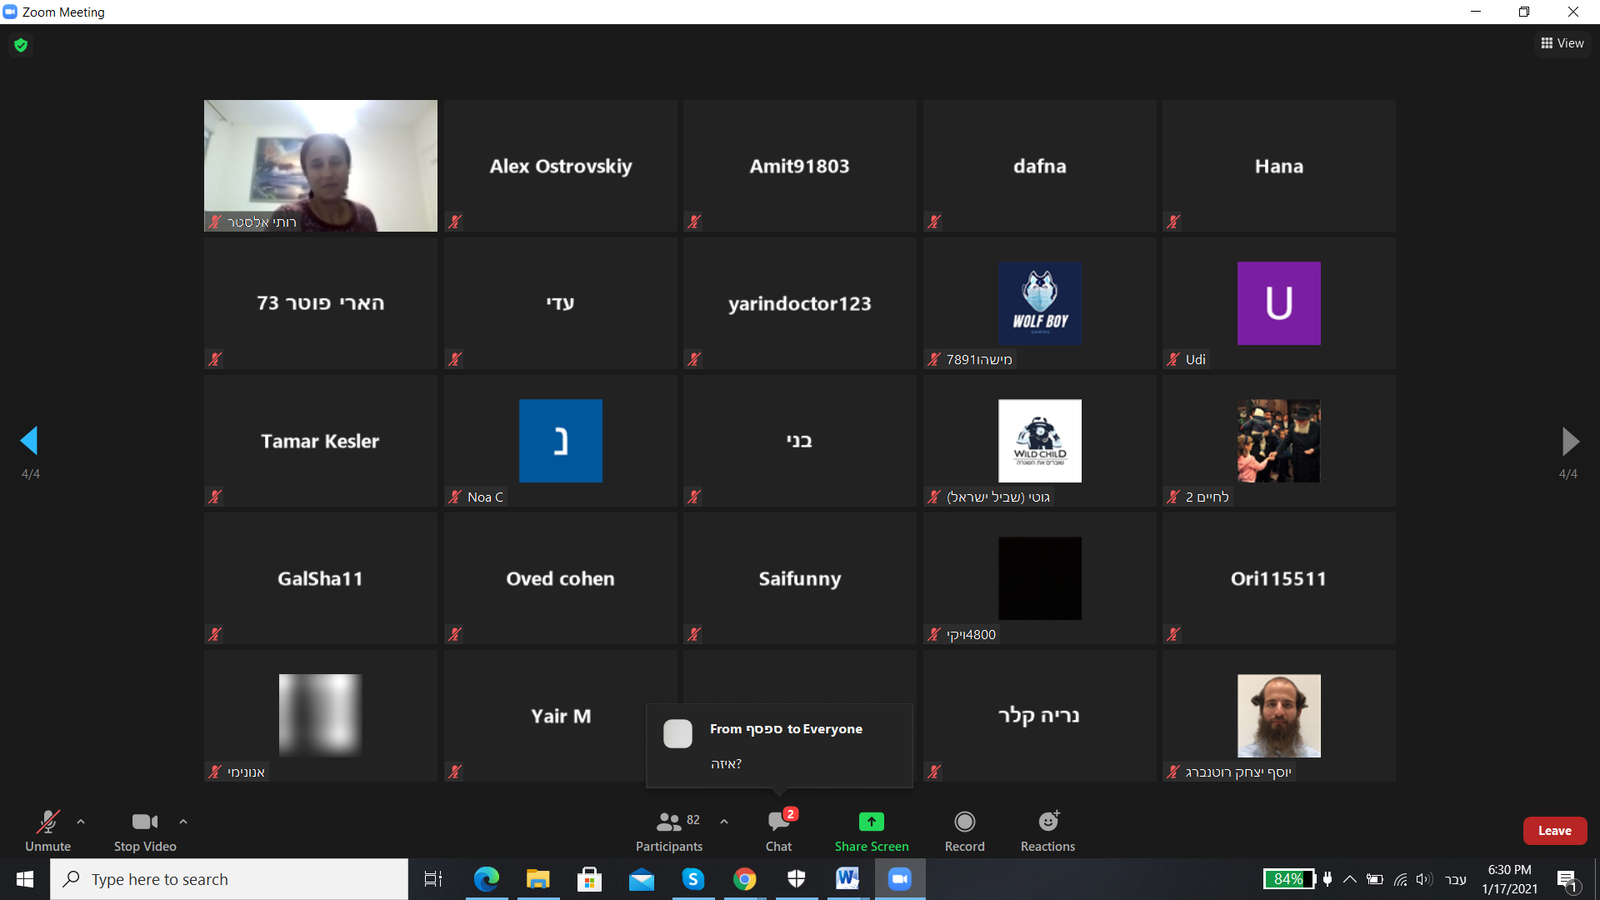 Zoom Meeting
View
רותי אלסטר
Alex Ostrovskiy
Amit91803
dafna
Hana
הארי פוטר 73
עדי
yarindoctor123
WOLF BOY
מישהו7891
U
Udi
Tamar Kesler
נ
Noa C
בני
WILD CHILD
שוברים את השגרה
גוטי (שביל ישראל)
לחיים 2
4/4
4/4
GalSha11
Oved cohen
Saifunny
ויקי4800
Ori115511
אנונימי
Yair M
From ספסף to Everyone
איזה?
נריה קלר
יוסף יצחק רוטנברג
Unmute
Stop Video
82
Participants
2
Chat
Share Screen
Record
Reactions
Leave
Type here to search
84%
עבר
6:30 PM
1/17/2021
1